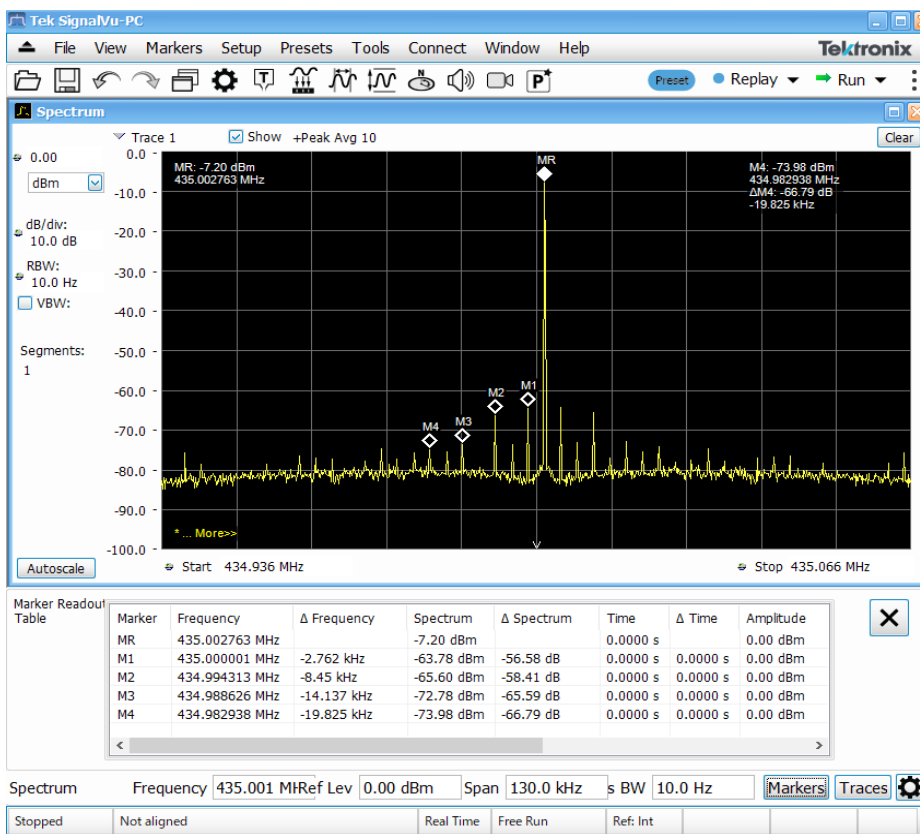 Tek SignalVu-PC
File View Markers Setup Presets Tools Connect Window Help
Tektronix
Preset Replay Run
Spectrum
Trace 1 Show +Peak Avg 10 Clear
0.00
dBm
dB/div:
10.0 dB
RBW:
10.0 Hz
VBW:
Segments:
1
Autoscale
0.0
-10.0
-20.0
-30.0
-40.0
-50.0
-60.0
-70.0
-80.0
-90.0
-100.0
MR: -7.20 dBm
435.002763 MHz
MR
M4: -73.98 dBm
434.982938 MHz
ΔM4: -66.79 dB
-19.825 kHz
M4 M3 M2 M1
* ... More>>
Start 434.936 MHz Stop 435.066 MHz
Marker Readout
Table
Marker Frequency Δ Frequency Spectrum Δ Spectrum Time Δ Time Amplitude
MR 435.002763 MHz -7.20 dBm 0.0000 s 0.00 dBm
M1 435.000001 MHz -2.762 kHz -63.78 dBm -56.58 dB 0.0000 s 0.0000 s 0.00 dBm
M2 434.994313 MHz -8.45 kHz -65.60 dBm -58.41 dB 0.0000 s 0.0000 s 0.00 dBm
M3 434.988626 MHz -14.137 kHz -72.78 dBm -65.59 dB 0.0000 s 0.0000 s 0.00 dBm
M4 434.982938 MHz -19.825 kHz -73.98 dBm -66.79 dB 0.0000 s 0.0000 s 0.00 dBm
Spectrum Frequency 435.001 MHRef Lev 0.00 dBm Span 130.0 kHz s BW 10.0 Hz Markers Traces
Stopped Not aligned Real Time Free Run Ref: Int